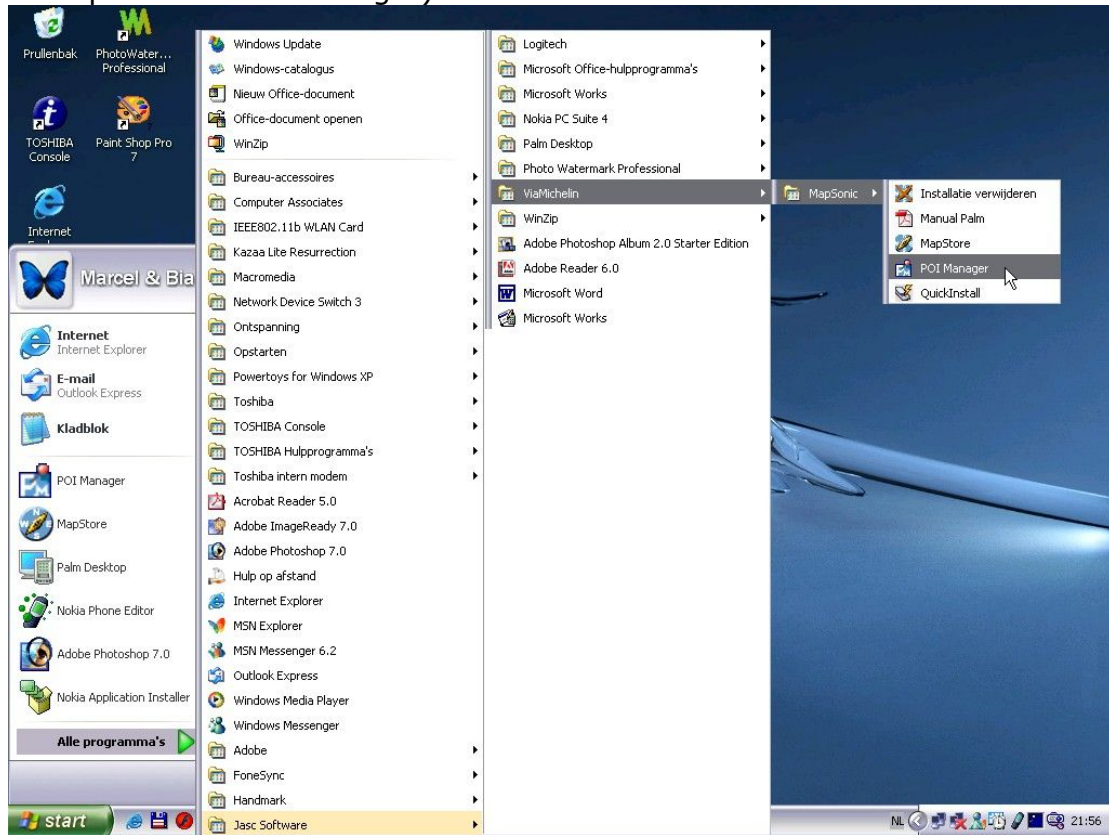 Prullenbak
PhotoWater...
Professional
TOSHIBA
Console
Paint Shop Pro
7
Internet
Marcel & Bia
Internet
Internet Explorer
E-mail
Outlook Express
Kladblok
POI Manager
MapStore
Palm Desktop
Nokia Phone Editor
Adobe Photoshop 7.0
Nokia Application Installer
Alle programma's
start
Windows Update
Windows-catalogus
Nieuw Office-document
Office-document openen
WinZip
Bureau-accessoires
Computer Associates
IEEE802.11b WLAN Card
Kazaa Lite Resurrection
Macromedia
Network Device Switch 3
Ontspanning
Opstarten
Powertoys for Windows XP
Toshiba
TOSHIBA Console
TOSHIBA Hulpprogramma's
Toshiba intern modem
Acrobat Reader 5.0
Adobe ImageReady 7.0
Adobe Photoshop 7.0
Hulp op afstand
Internet Explorer
MSN Explorer
MSN Messenger 6.2
Outlook Express
Windows Media Player
Windows Messenger
Adobe
FoneSync
Handmark
Jasc Software
Logitech
Microsoft Office-hulpprogramma's
Microsoft Works
Nokia PC Suite 4
Palm Desktop
Photo Watermark Professional
ViaMichelin
WinZip
Adobe Photoshop Album 2.0 Starter Edition
Adobe Reader 6.0
Microsoft Word
Microsoft Works
MapSonic
Installatie verwijderen
Manual Palm
MapStore
POI Manager
QuickInstall
NL
21:56